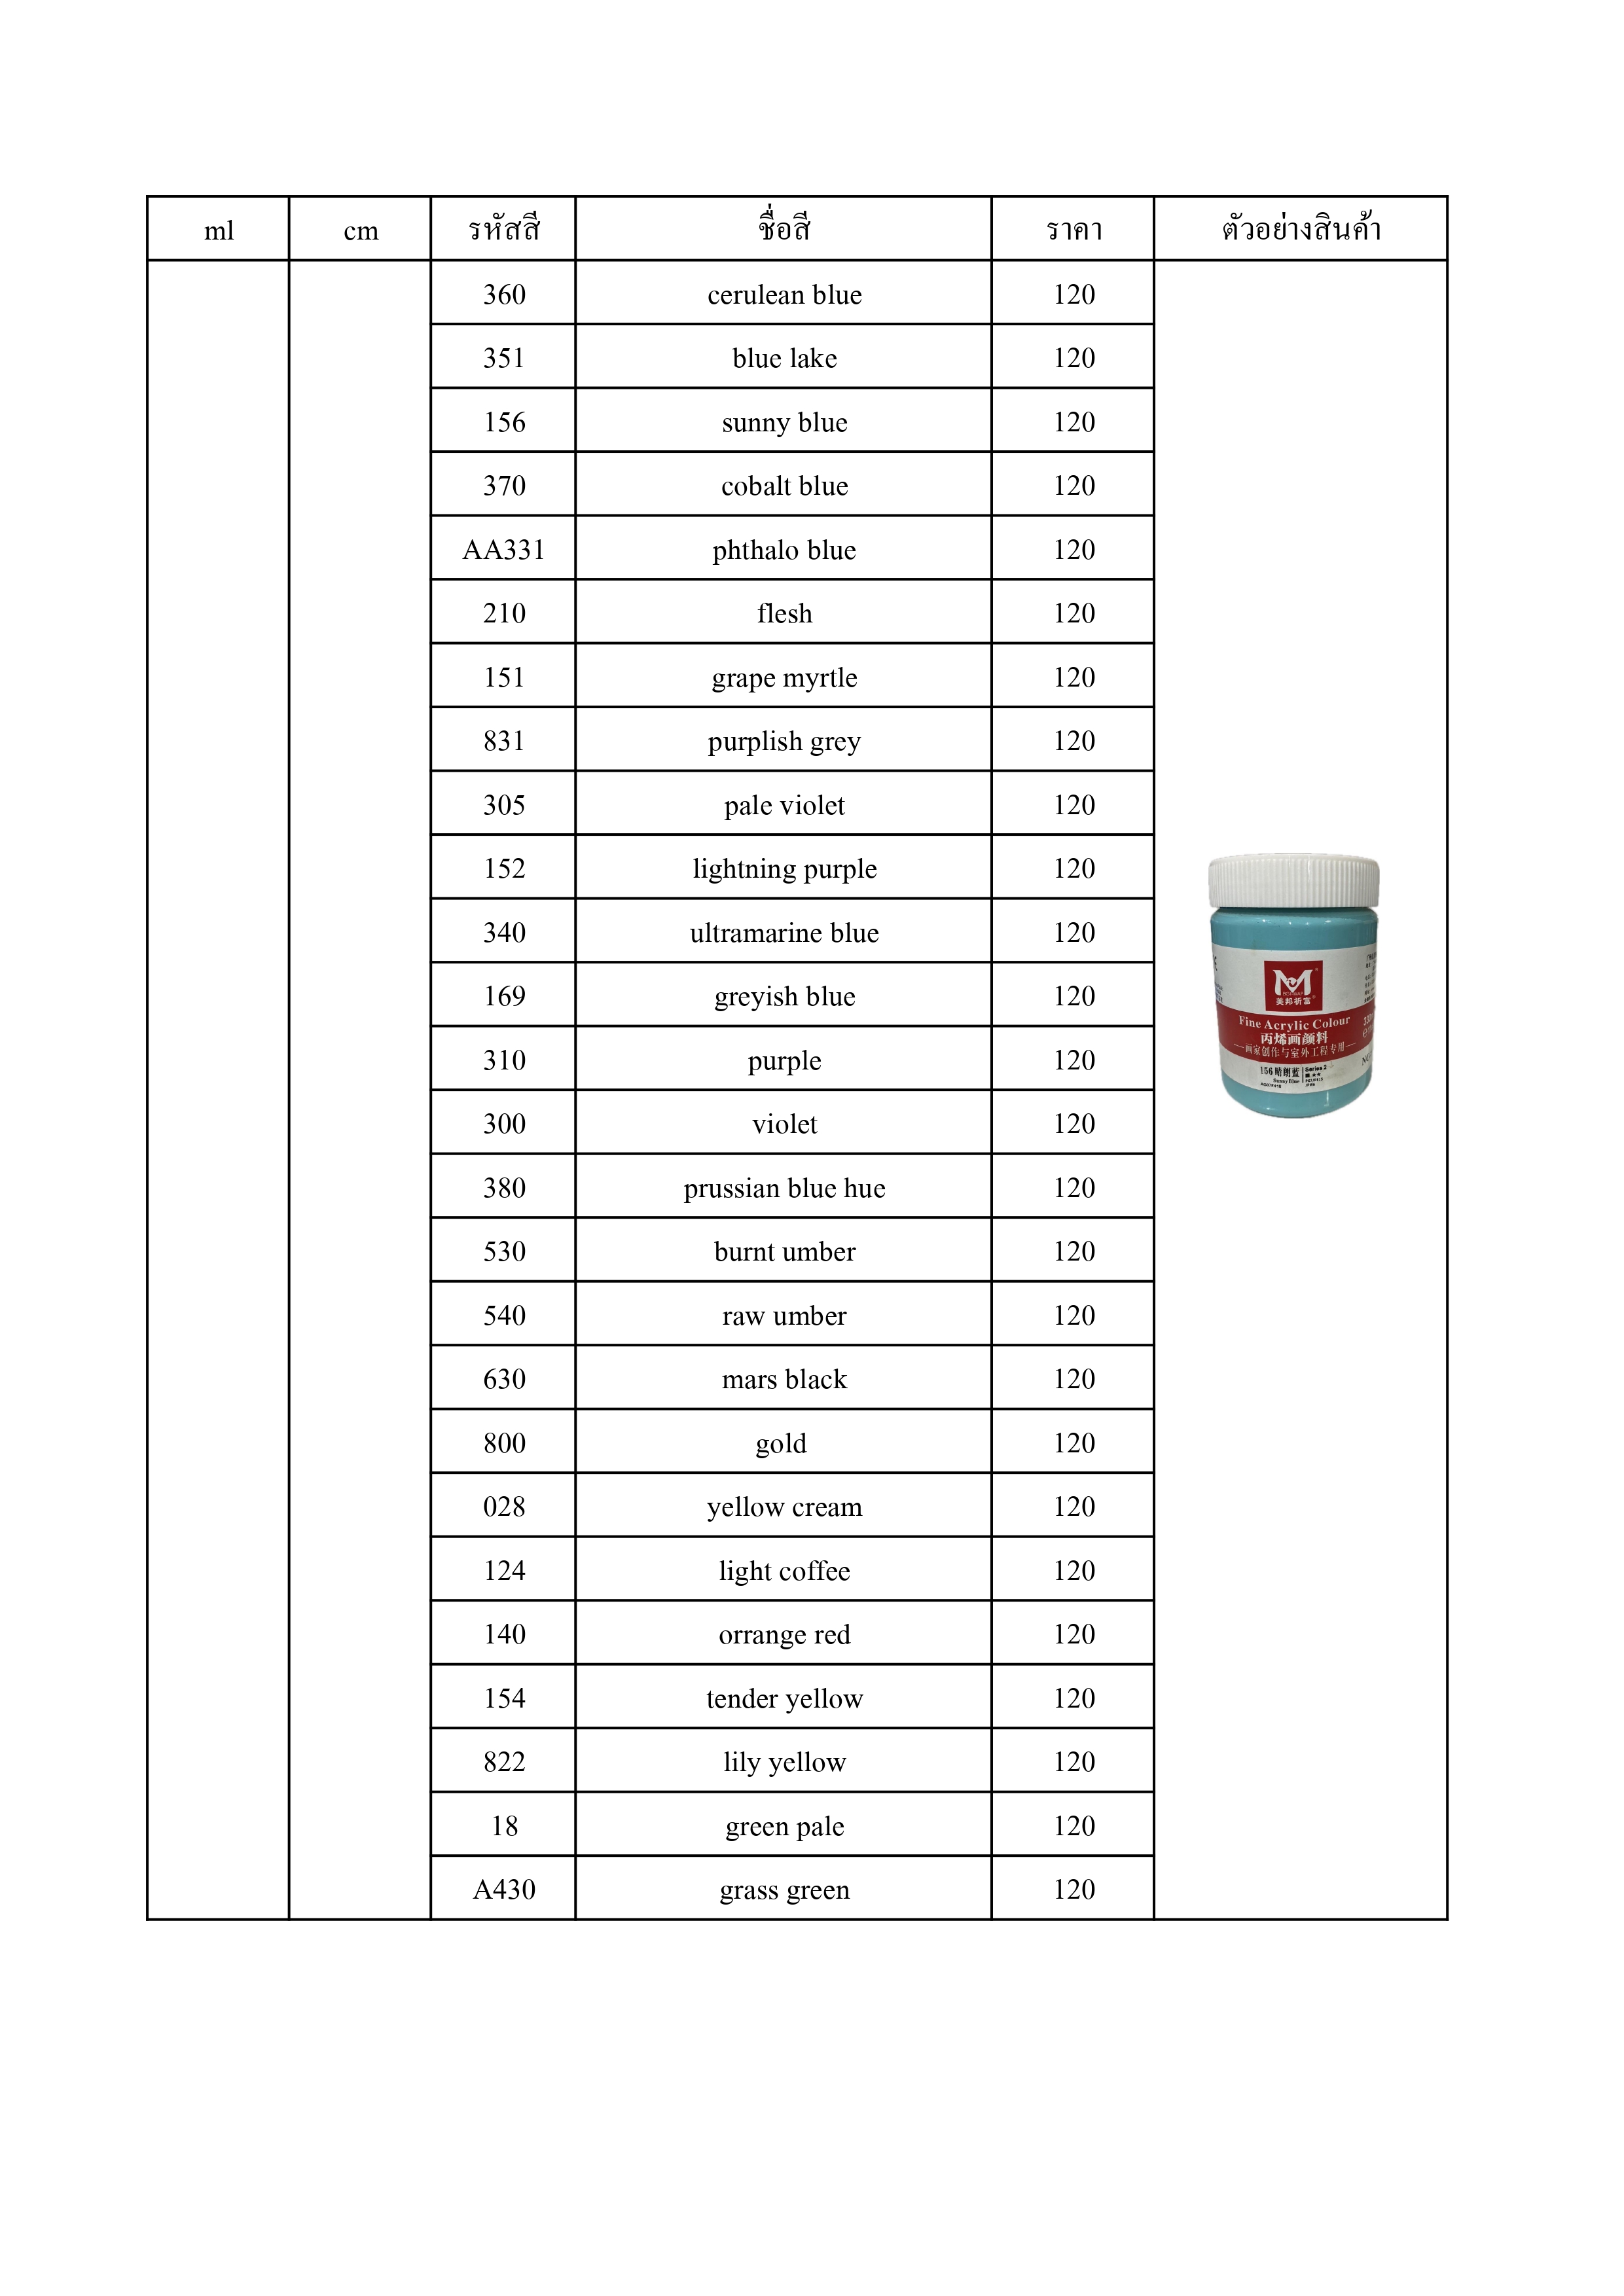 ml cm รหัสสี ชื่อสี ราคา ตัวอย่างสินค้า
360 cerulean blue 120
351 blue lake 120
156 sunny blue 120
370 cobalt blue 120
AA331 phthalo blue 120
210 flesh 120
151 grape myrtle 120
831 purplish grey 120
305 pale violet 120
152 lightning purple 120
340 ultramarine blue 120
169 greyish blue 120
310 purple 120
300 violet 120
380 prussian blue hue 120
530 burnt umber 120
540 raw umber 120
630 mars black 120
800 gold 120
028 yellow cream 120
124 light coffee 120
140 orrange red 120
154 tender yellow 120
822 lily yellow 120
18 green pale 120
A430 grass green 120
美邦祈富
Fine Acrylic Colour
丙烯画颜料
画家创作与室外工程专用
156 晴朗蓝 Series 2
Sunny Blue